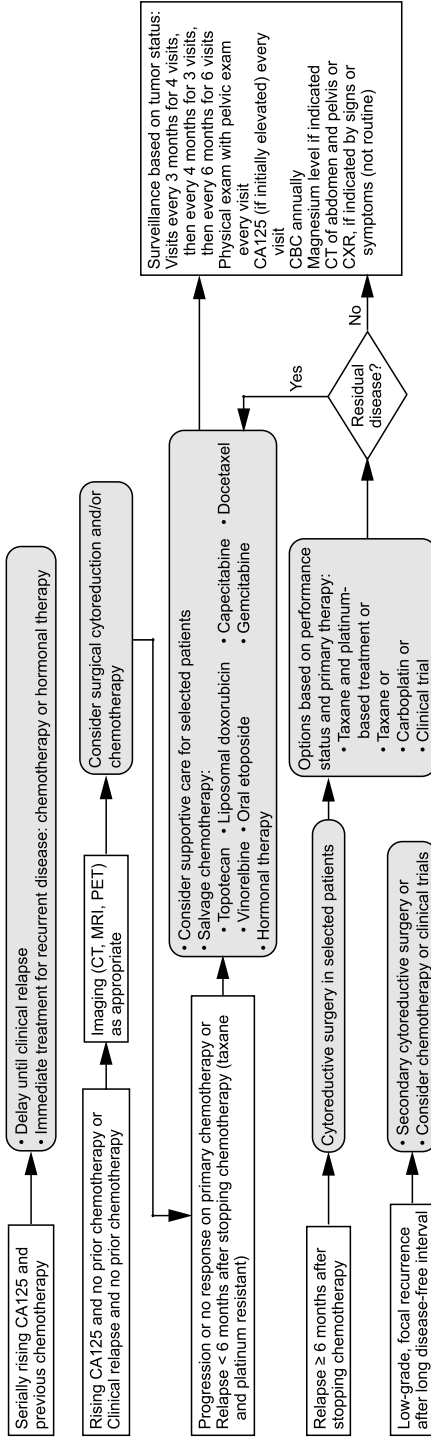 Serially rising CA125 and
previous chemotherapy
• Delay until clinical relapse
• Immediate treatment for recurrent disease: chemotherapy or hormonal therapy
Rising CA125 and no prior chemotherapy or
Clinical relapse and no prior chemotherapy
Imaging (CT, MRI, PET)
as appropriate
Consider surgical cytoreduction and/or
chemotherapy
Progression or no response on primary chemotherapy or
Relapse < 6 months after stopping chemotherapy (taxane
and platinum resistant)
• Consider supportive care for selected patients
• Salvage chemotherapy:
• Topotecan • Liposomal doxorubicin • Capecitabine • Docetaxel
• Vinorelbine • Oral etoposide • Gemcitabine
• Hormonal therapy
Surveillance based on tumor status:
Visits every 3 months for 4 visits,
then every 4 months for 3 visits,
then every 6 months for 6 visits
Physical exam with pelvic exam
every visit
CA125 (if initially elevated) every
visit
CBC annually
Magnesium level if indicated
CT of abdomen and pelvis or
CXR, if indicated by signs or
symptoms (not routine)
Relapse ≥ 6 months after
stopping chemotherapy
Cytoreductive surgery in selected patients
Options based on performance
status and primary therapy:
• Taxane and platinum-
based treatment or
• Taxane or
• Carboplatin or
• Clinical trial
Residual
disease?
Yes
No
Low-grade, focal recurrence
after long disease-free interval
• Secondary cytoreductive surgery or
• Consider chemotherapy or clinical trials